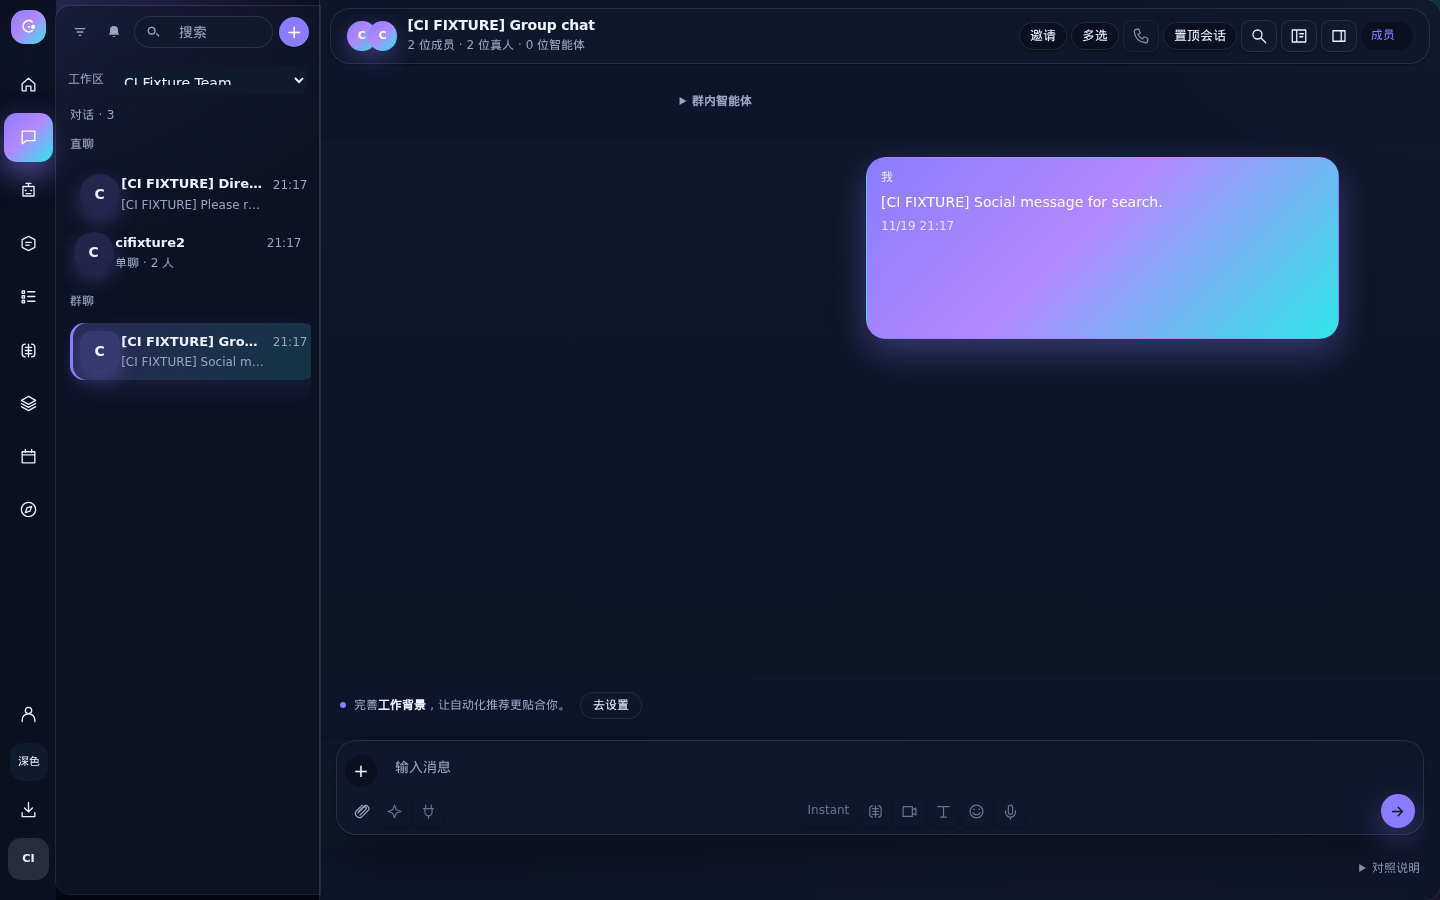 搜索
工作区
CI Fixture Team
对话 · 3
直聊
C
[CI FIXTURE] Dire… 21:17
[CI FIXTURE] Please r…
C
cifixture2 21:17
单聊 · 2 人
群聊
C
[CI FIXTURE] Gro… 21:17
[CI FIXTURE] Social m…
深色
CI
C C
[CI FIXTURE] Group chat
2 位成员 · 2 位真人 · 0 位智能体
邀请 多选 置顶会话 成员
▶ 群内智能体
我
[CI FIXTURE] Social message for search.
11/19 21:17
完善工作背景，让自动化推荐更贴合你。 去设置
输入消息
Instant
▶ 对照说明